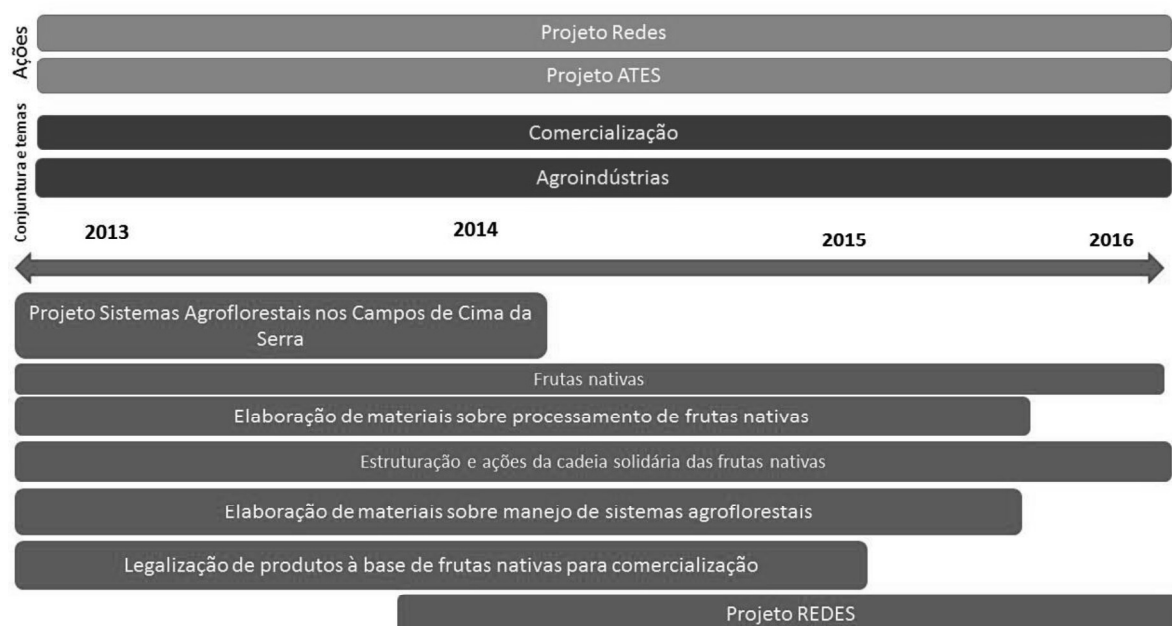 Ações
Projeto Redes
Projeto ATES
Conjuntura e temas
Comercialização
Agroindústrias
2013
2014
2015
2016
Projeto Sistemas Agroflorestais nos Campos de Cima da
Serra
Frutas nativas
Elaboração de materiais sobre processamento de frutas nativas
Estruturação e ações da cadeia solidária das frutas nativas
Elaboração de materiais sobre manejo de sistemas agroflorestais
Legalização de produtos à base de frutas nativas para comercialização
Projeto REDES